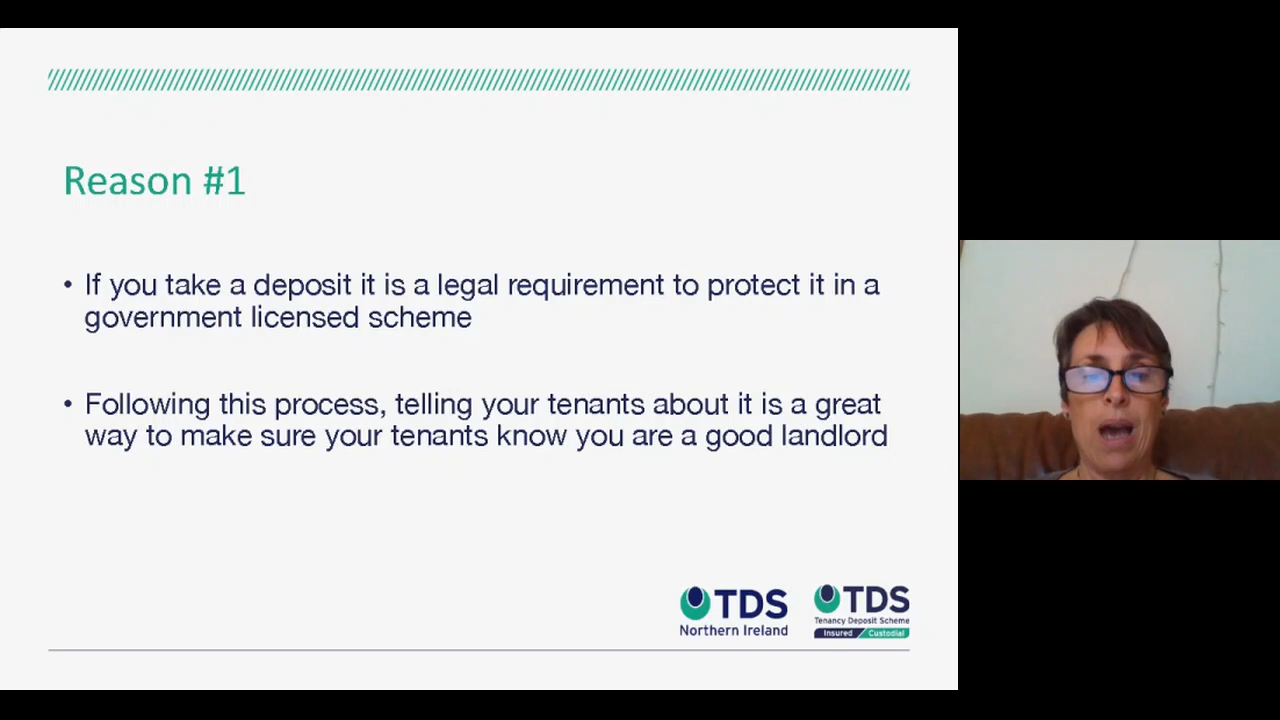 Reason #1
• If you take a deposit it is a legal requirement to protect it in a
government licensed scheme
• Following this process, telling your tenants about it is a great
way to make sure your tenants know you are a good landlord
TDS
Northern Ireland
TDS
Tenancy Deposit Scheme
Insured Custodial